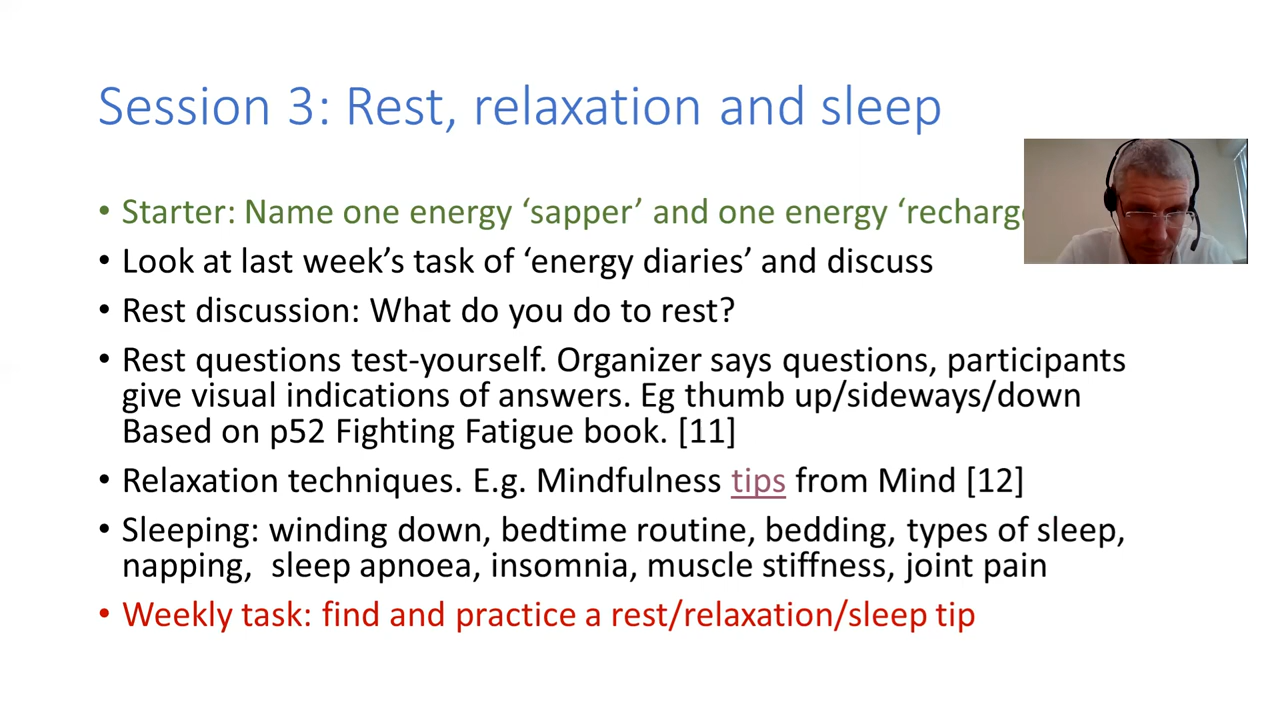 Session 3: Rest, relaxation and sleep
• Starter: Name one energy ‘sapper’ and one energy
• Look at last week’s task of ‘energy diaries’ and discuss
• Rest discussion: What do you do to rest?
• Rest questions test-yourself. Organizer says questions, participants
give visual indications of answers. Eg thumb up/sideways/down
Based on p52 Fighting Fatigue book. [11]
• Relaxation techniques. E.g. Mindfulness tips from Mind [12]
• Sleeping: winding down, bedtime routine, bedding, types of sleep,
napping,  sleep apnoea, insomnia, muscle stiffness, joint pain
• Weekly task: find and practice a rest/relaxation/sleep tip